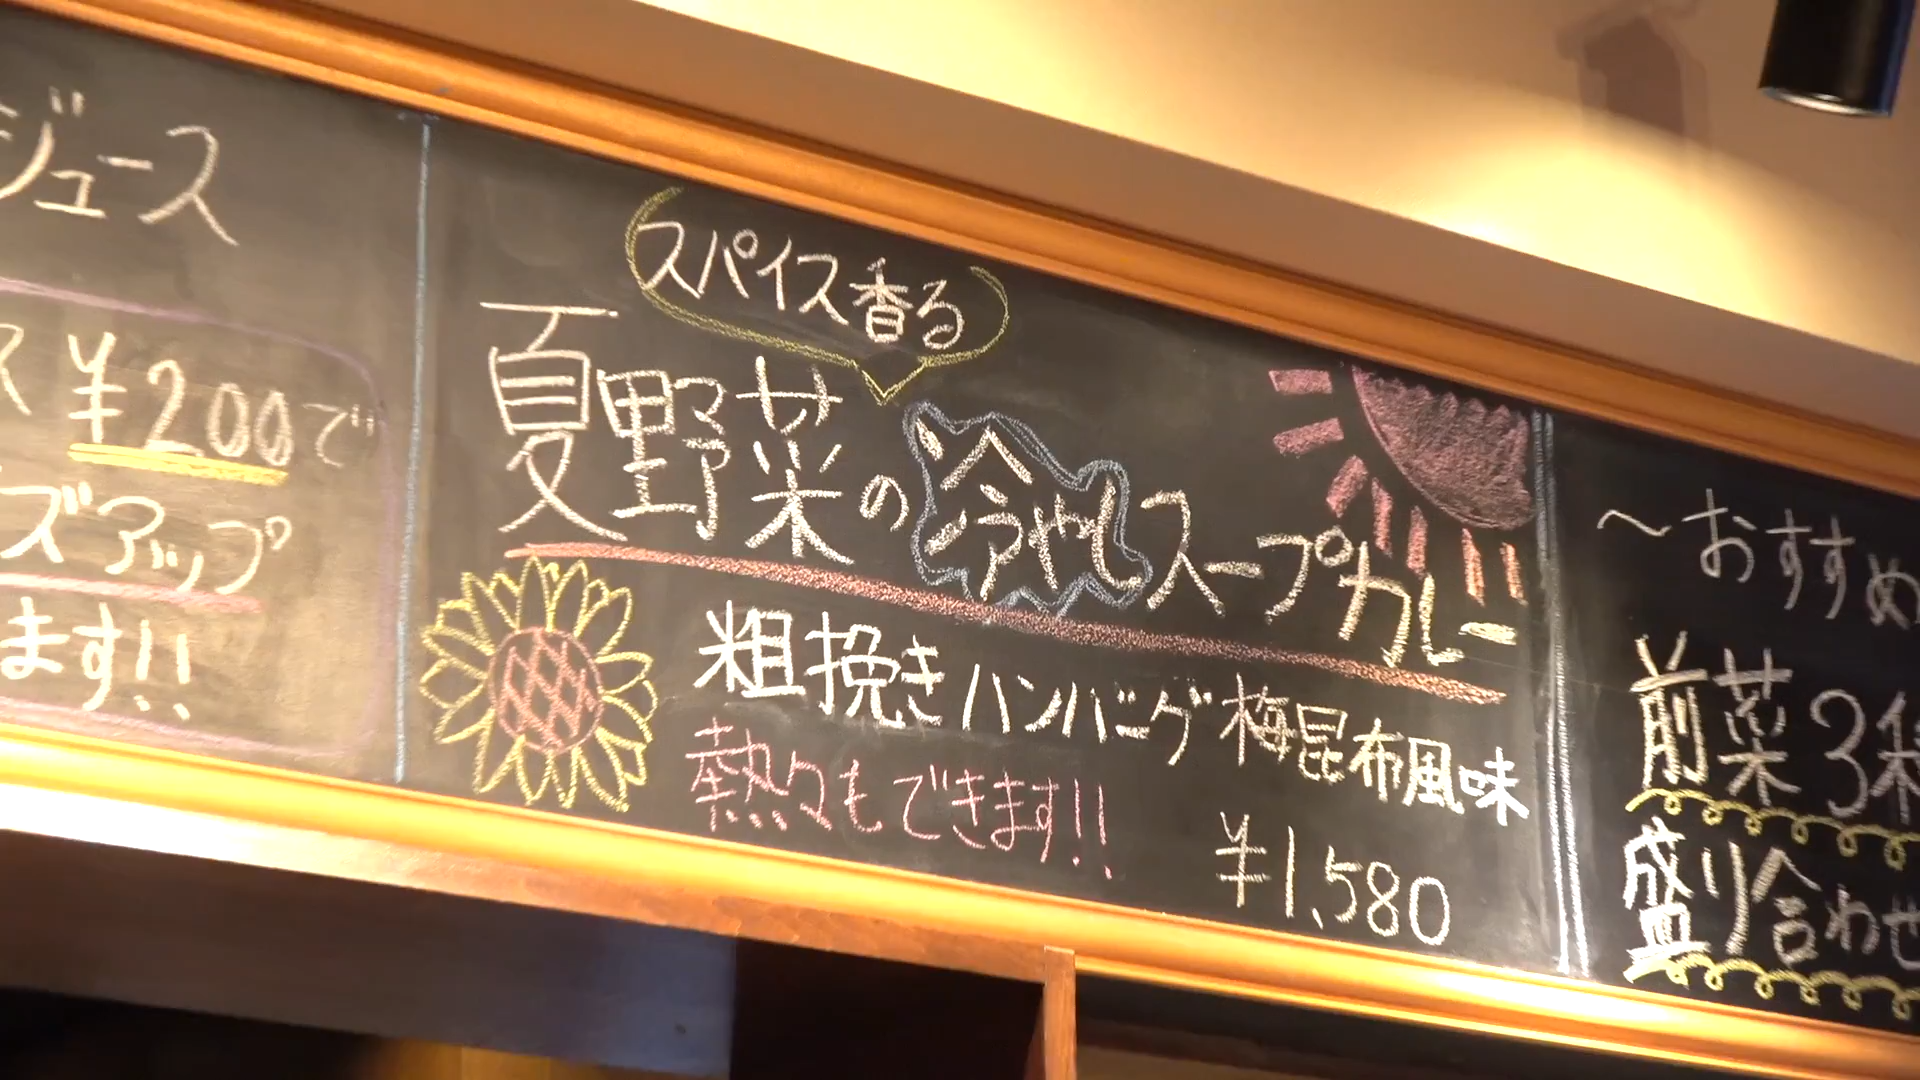 ジュース
ス ¥200で
ズアップ
ます!!
スパイス香る
夏野菜の冷やしスープカレー
粗挽きハンバーグ 梅昆布風味
熱々もできます!!
¥1,580
～おすすめ
前菜3
盛り合わせ